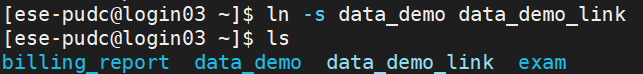 [ese-pudc@login03 ~]$ ln -s data_demo data_demo_link
[ese-pudc@login03 ~]$ ls
billing_report  data_demo  data_demo_link  exam